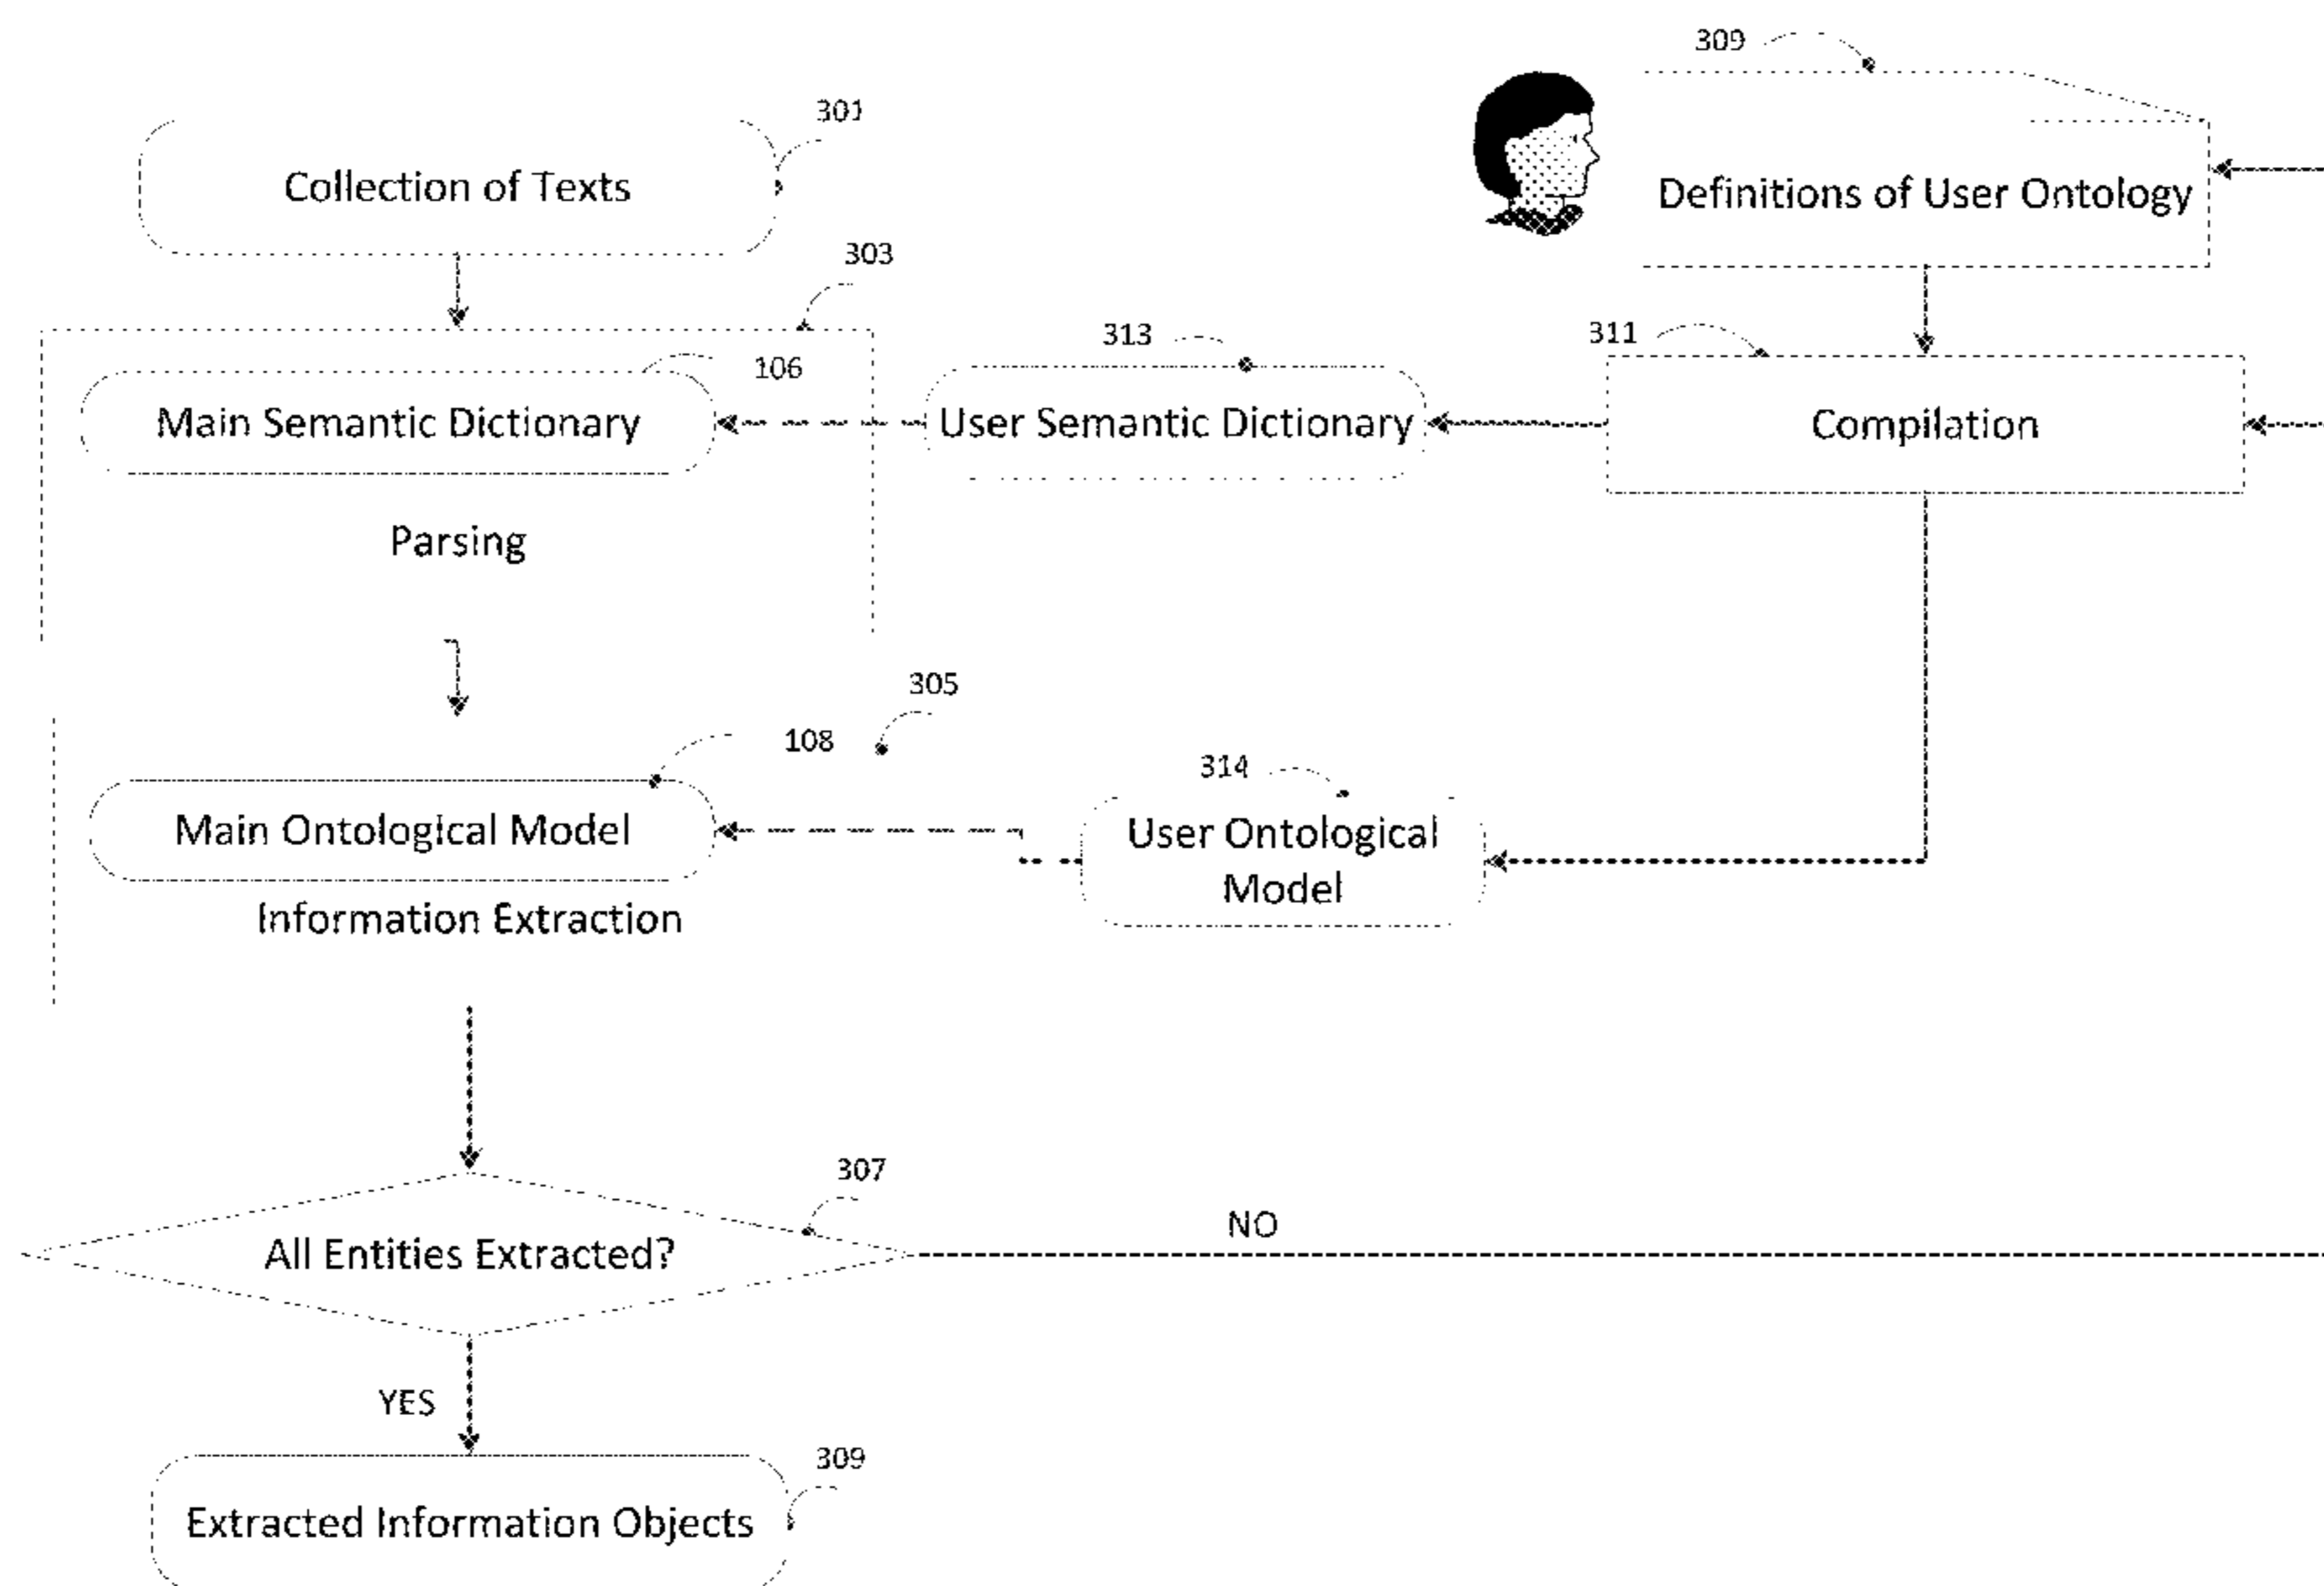 309
301
Collection of Texts
Definitions of User Ontology
303
313
311
106
Main Semantic Dictionary
User Semantic Dictionary
Compilation
Parsing
305
108
314
Main Ontological Model
User Ontological
Model
Information Extraction
307
NO
All Entities Extracted?
YES
309
Extracted Information Objects